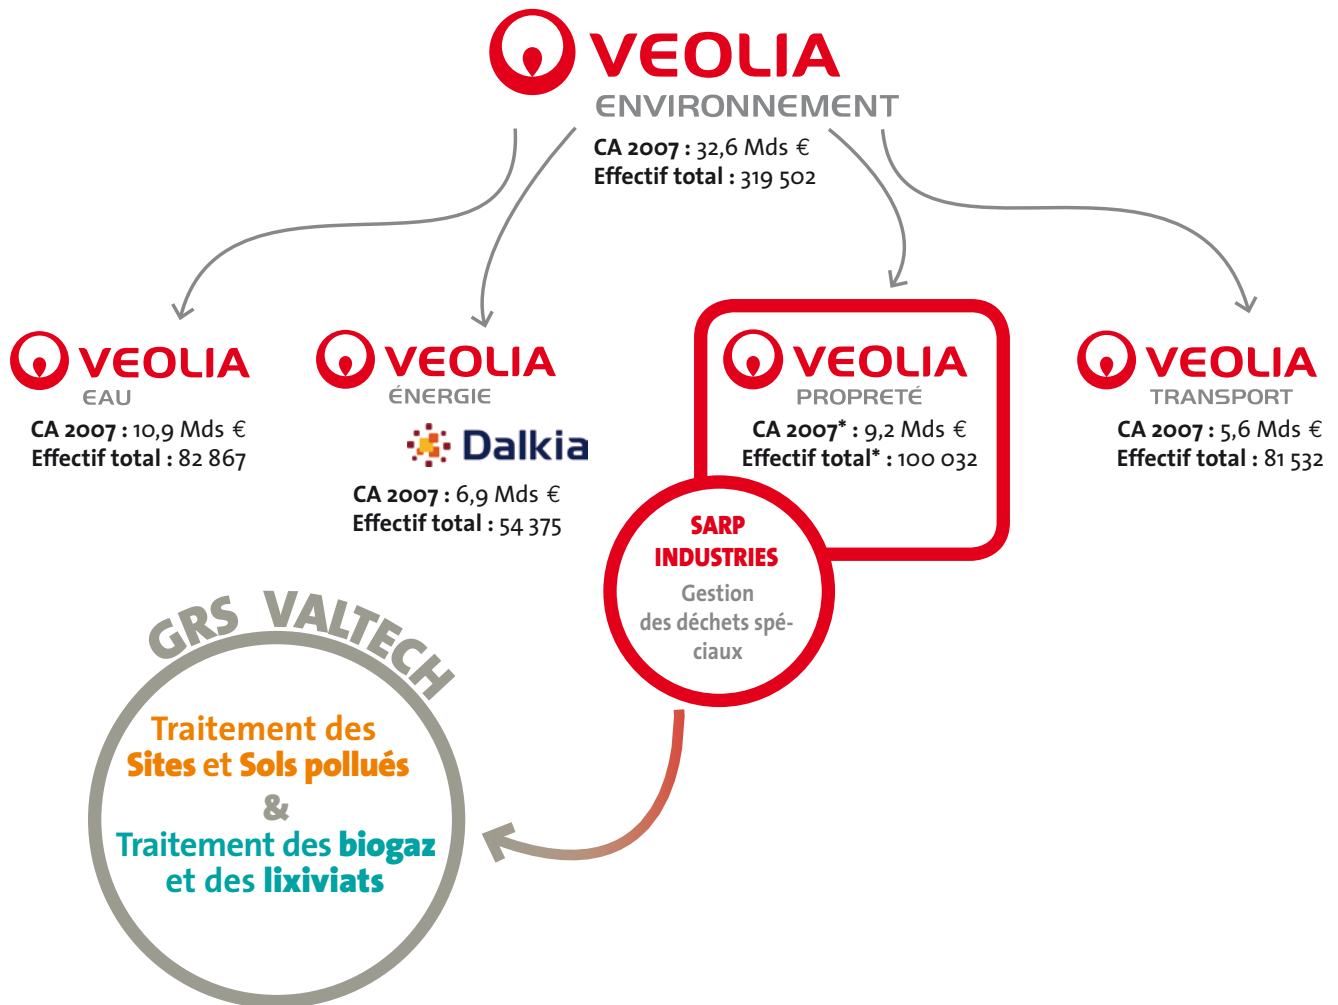 VEOLIA
ENVIRONNEMENT
CA 2007 : 32,6 Mds €
Effectif total : 319 502
VEOLIA
EAU
CA 2007 : 10,9 Mds €
Effectif total : 82 867
VEOLIA
ÉNERGIE
Dalkia
CA 2007 : 6,9 Mds €
Effectif total : 54 375
VEOLIA
PROPRETÉ
CA 2007* : 9,2 Mds €
Effectif total* : 100 032
VEOLIA
TRANSPORT
CA 2007 : 5,6 Mds €
Effectif total : 81 532
SARP
INDUSTRIES
Gestion
des déchets spé-
ciaux
GRS VALTECH
Traitement des
Sites et Sols pollués
&
Traitement des biogaz
et des lixiviats